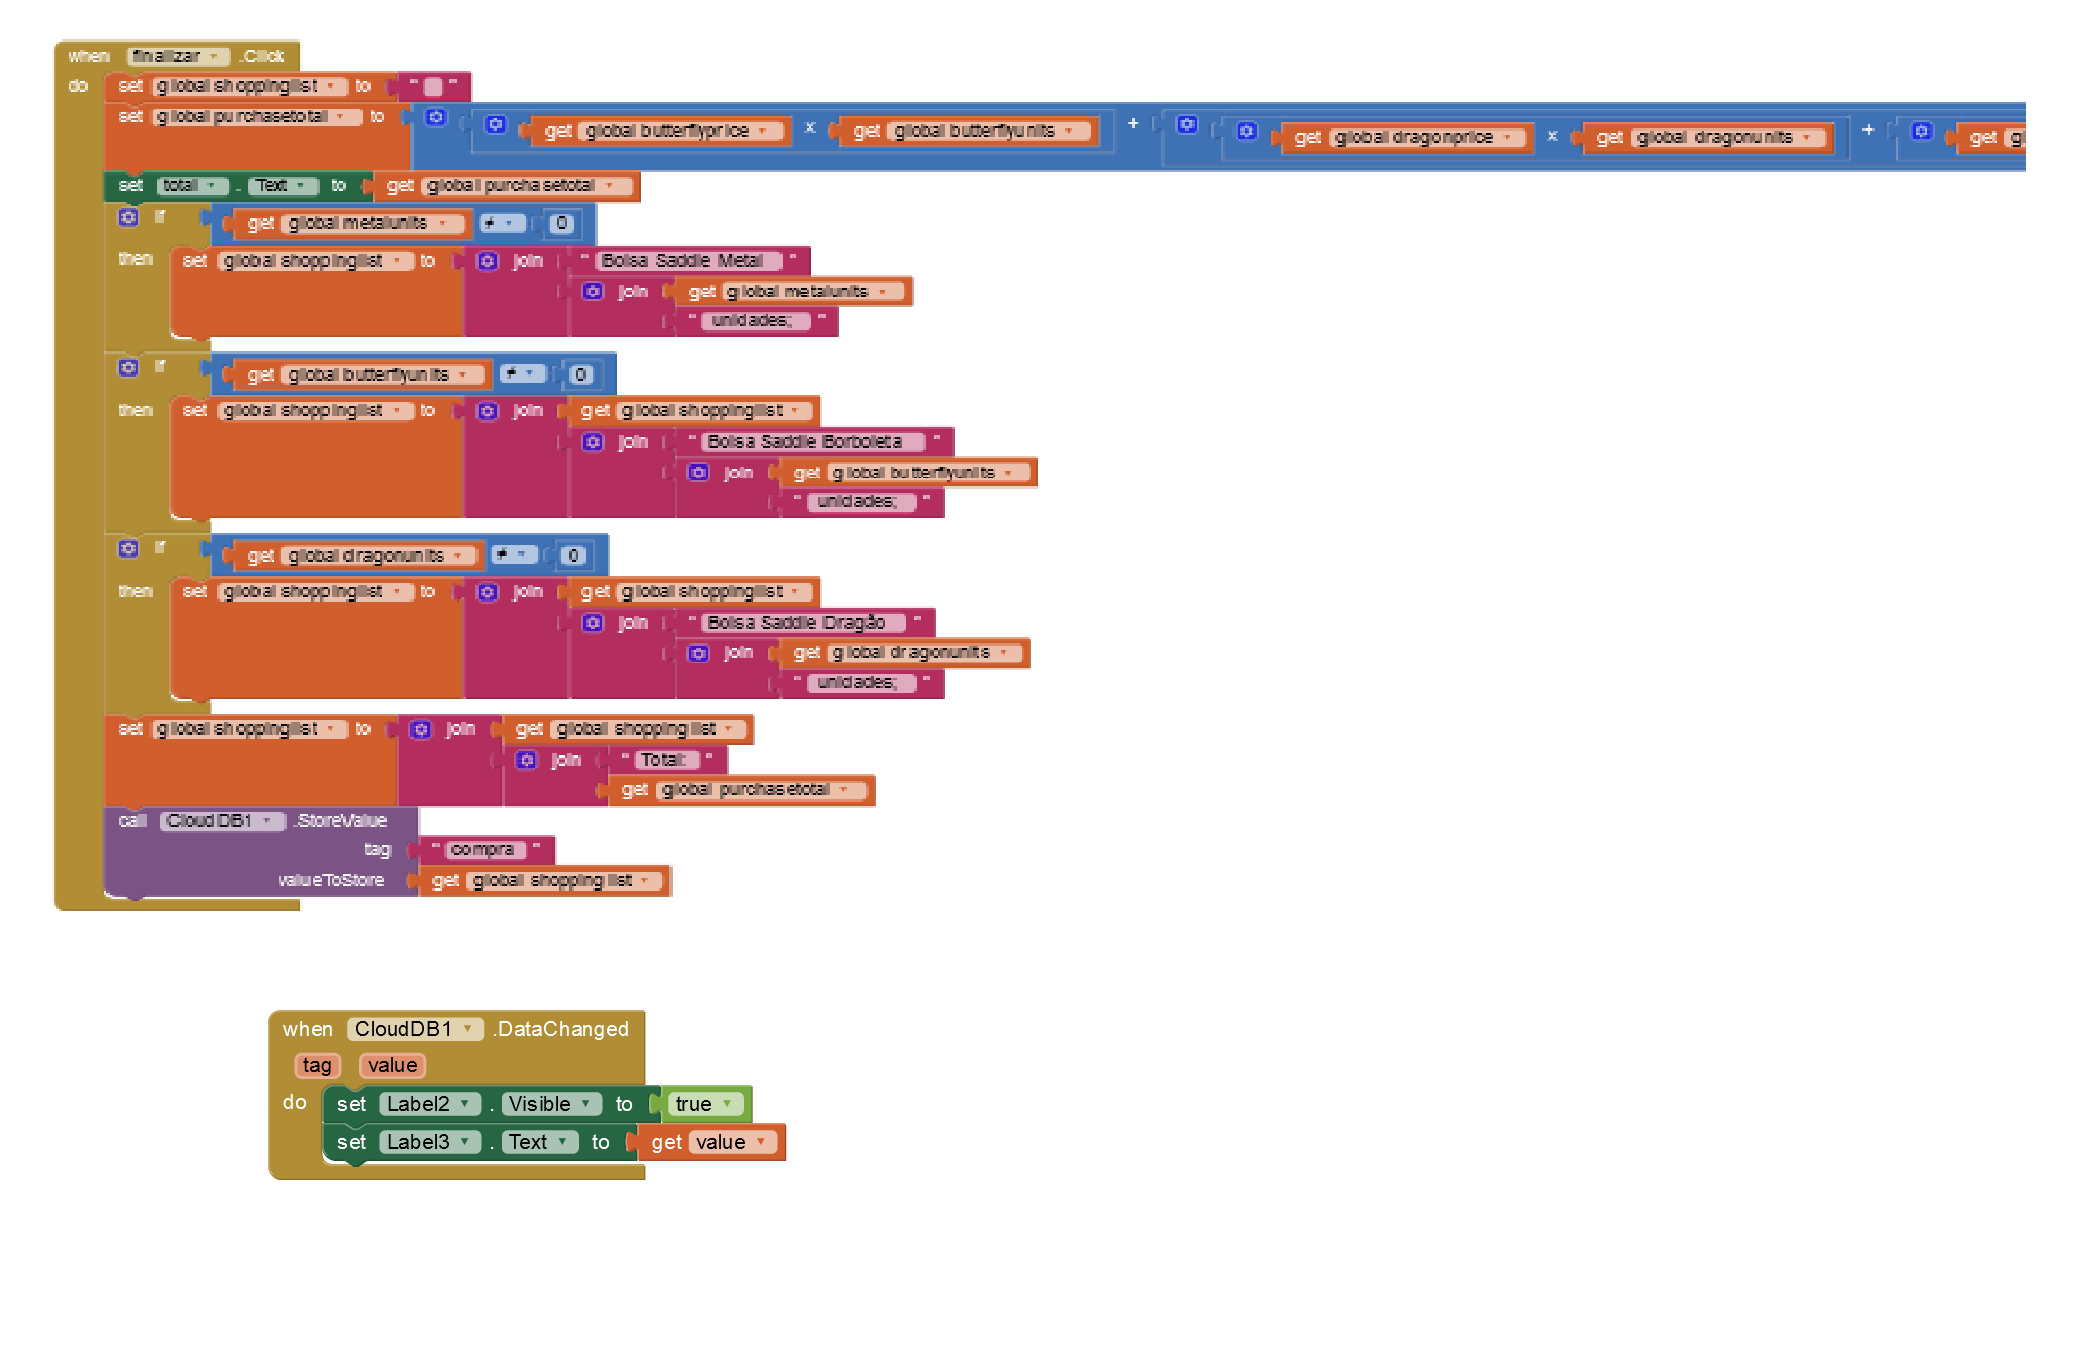 when finalizar .Click
do set global shoppinglist to " "
set global purchasetotal to get global butterflyprice x get global butterflyunits + get global dragonprice x get global dragonunits + get
set total . Text to get global purchasetotal
if get global metalunits ≠ 0
then set global shoppinglist to join " Bolsa Saddle Metal "
join get global metalunits
" unidades; "
if get global butterflyunits ≠ 0
then set global shoppinglist to join get global shoppinglist
join " Bolsa Saddle Borboleta "
join get global butterflyunits
" unidades; "
if get global dragonunits ≠ 0
then set global shoppinglist to join get global shoppinglist
join " Bolsa Saddle Dragão "
join get global dragonunits
" unidades; "
set global shoppinglist to join get global shoppinglist
join " Total: "
get global purchasetotal
call CloudDB1 .StoreValue
tag " compra "
valueToStore get global shoppinglist
when CloudDB1 .DataChanged
tag value
do set Label2 . Visible to true
set Label3 . Text to get value